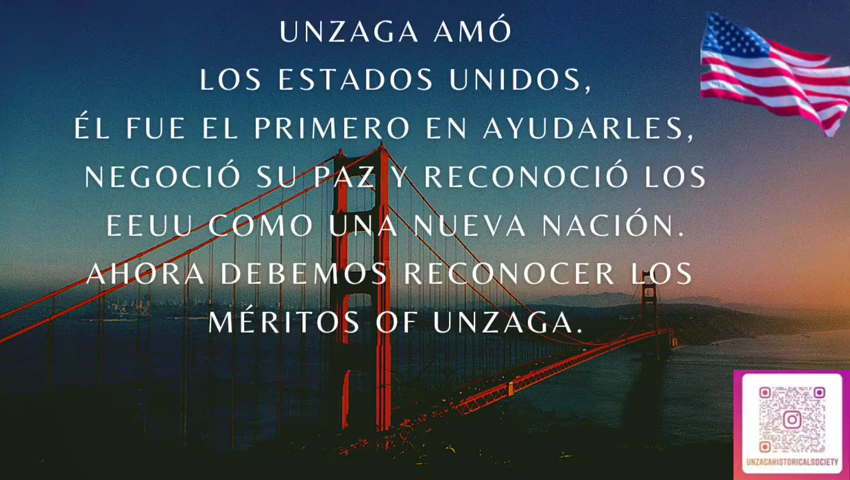 UNZAGA AMÓ
LOS ESTADOS UNIDOS,
ÉL FUE EL PRIMERO EN AYUDARLES,
NEGOCIÓ SU PAZ Y RECONOCIÓ LOS
EEUU COMO UNA NUEVA NACIÓN.
AHORA DEBEMOS RECONOCER LOS
MÉRITOS OF UNZAGA.
UNZAGAHISTORICALSOCIETY